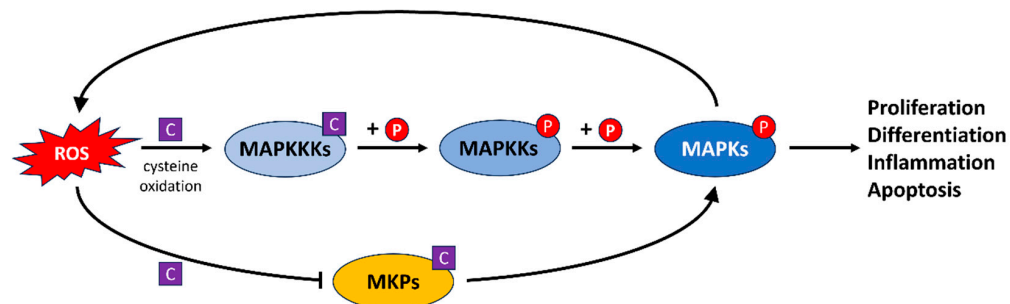 C
C
+ P
P
+ P
P
ROS
MAPKKKs
MAPKKs
MAPKs
cysteine
oxidation
Proliferation
Differentiation
Inflammation
Apoptosis
C
C
MKPs